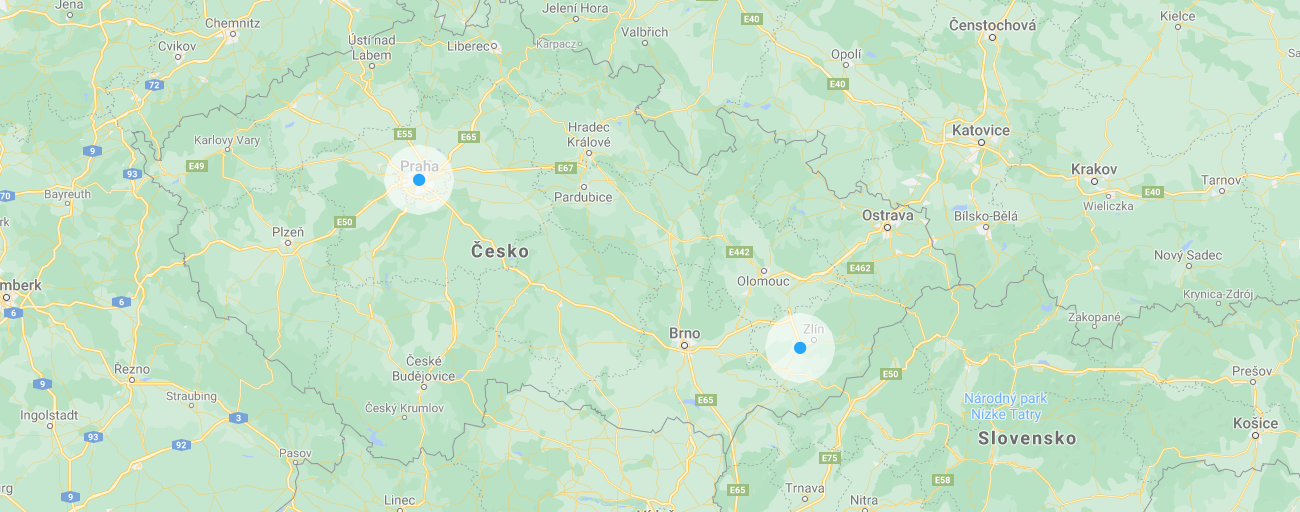 Jena
Chemnitz
Cvikov
Ústí nad
Labem
Liberec
Jelení Hora
Karpacz
Valbřich
E40
Opolí
E40
Čenstochová
Kielce
72
9
93
E49
Karlovy Vary
E55
E65
Praha
Hradec
Králové
E67
Pardubice
Katovice
Krakov
Wieliczka
E40
Tarnov
70
Bayreuth
Plzeň
E50
Česko
E442
Olomouc
Ostrava
E462
Bílsko-Bělá
Nový Sadec
Krynica-Zdrój
Zakopané
mberk
6
6
Brno
Zlín
E50
Řezno
9
Straubing
Ingolstadt
93
92
3
Pasov
9
České
Budějovice
Český Krumlov
Linec
E65
E65
E75
E58
Trnava
Nitra
Národný park
Nízke Tatry
Slovensko
Prešov
Košice